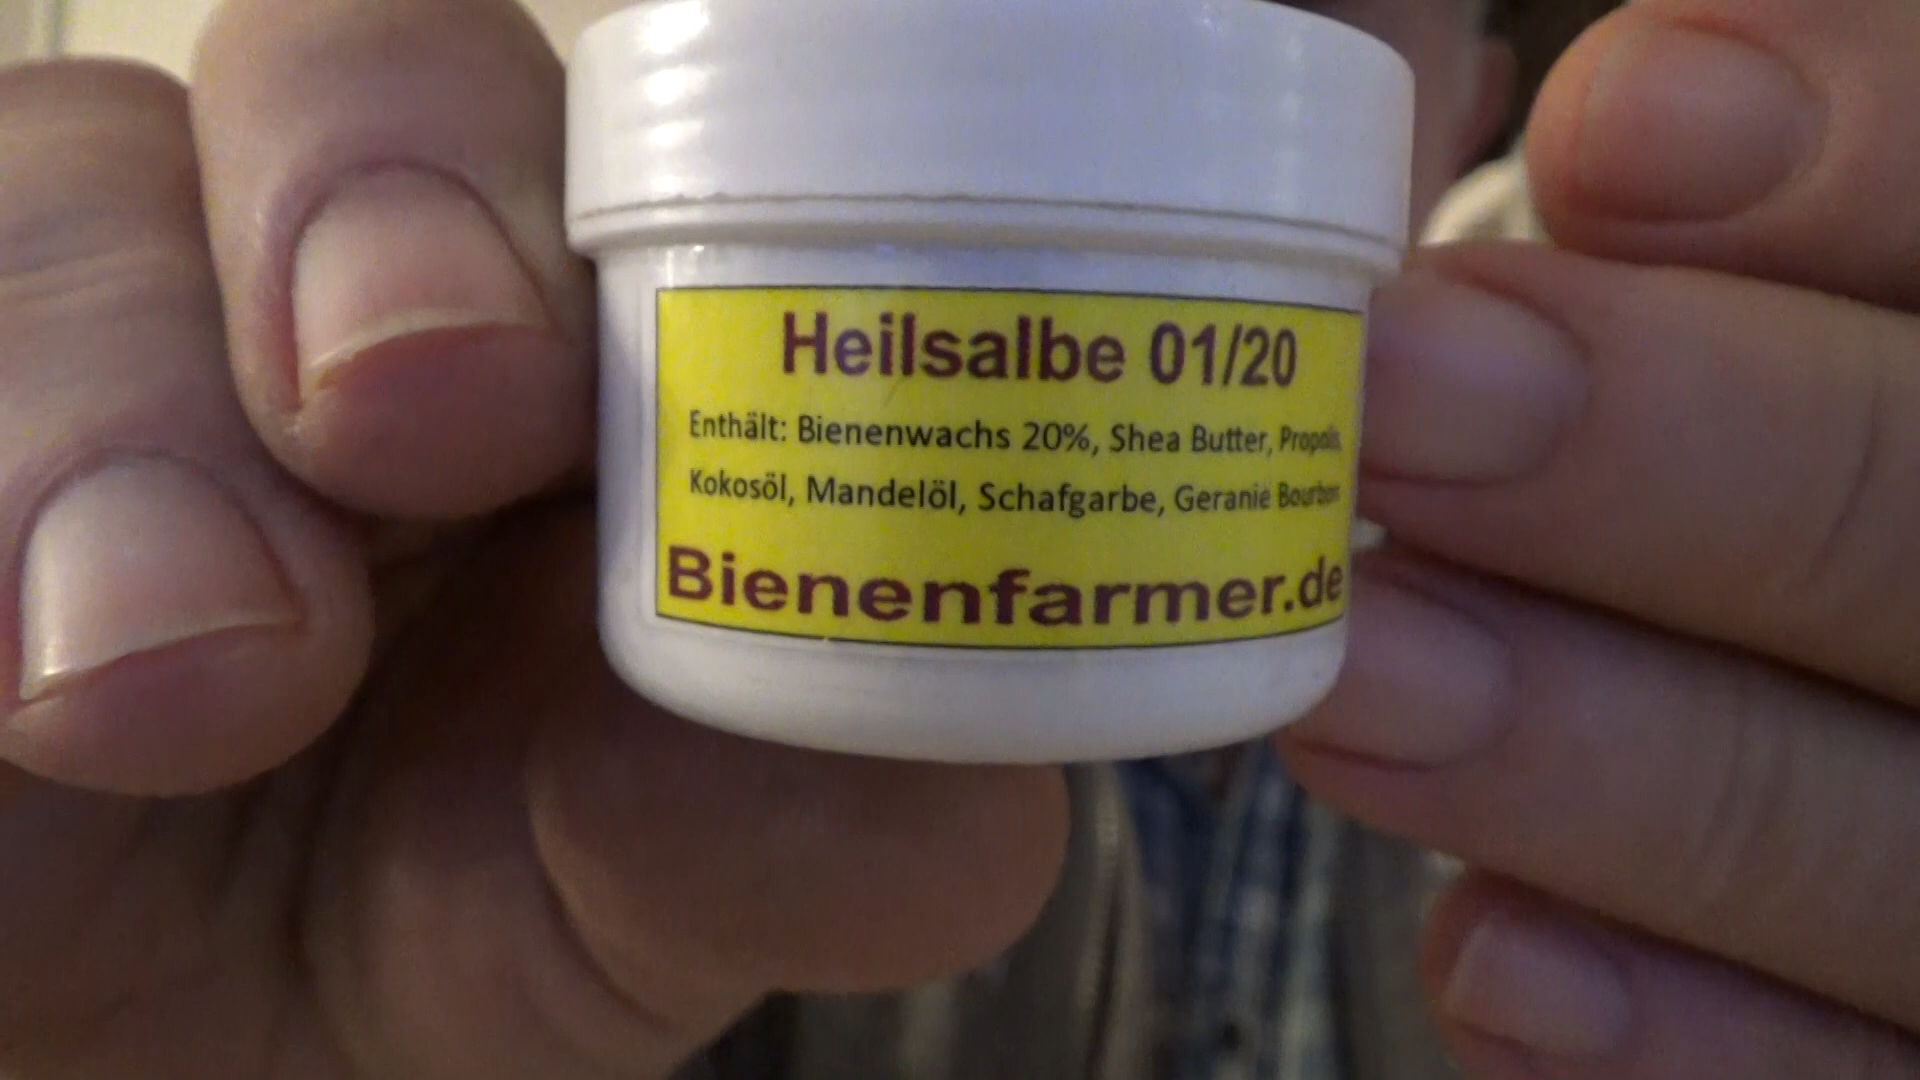 Heilsalbe 01/20
Enthält: Bienenwachs 20%, Shea Butter, Propolis,
Kokosöl, Mandelöl, Schafgarbe, Geranie Bourbon
Bienenfarmer.de